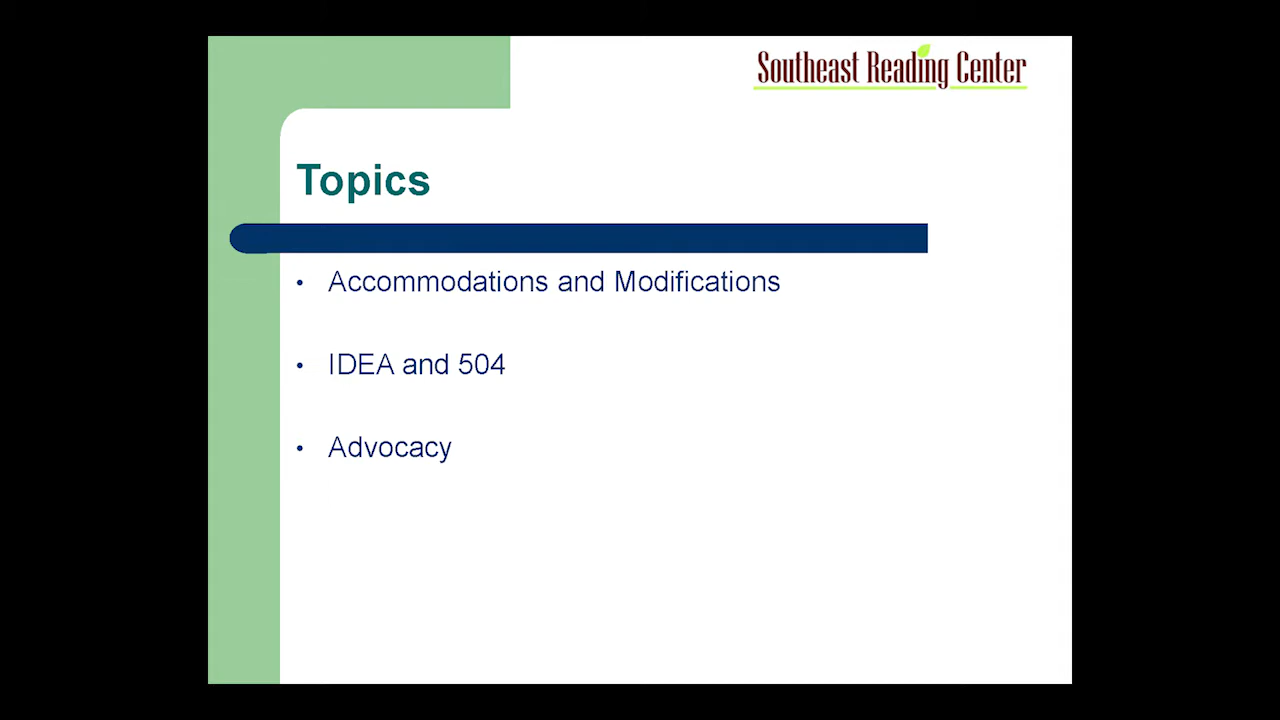 Southeast Reading Center
Topics
• Accommodations and Modifications
• IDEA and 504
• Advocacy